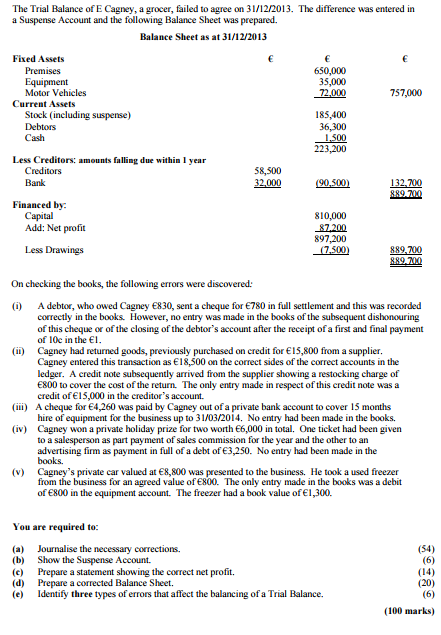 The Trial Balance of E Cagney, a grocer, failed to agree on 31/12/2013. The difference was entered in
a Suspense Account and the following Balance Sheet was prepared.
Balance Sheet as at 31/12/2013
Fixed Assets € € €
Premises 650,000
Equipment 35,000
Motor Vehicles 72,000 757,000
Current Assets
Stock (including suspense) 185,400
Debtors 36,300
Cash 1,500
223,200
Less Creditors: amounts falling due within 1 year
Creditors 58,500
Bank 32,000 (90,500) 132,700
889,700
Financed by:
Capital 810,000
Add: Net profit 87,200
897,200
Less Drawings (7,500) 889,700
889,700
On checking the books, the following errors were discovered:
(i) A debtor, who owed Cagney €830, sent a cheque for €780 in full settlement and this was recorded
correctly in the books. However, no entry was made in the books of the subsequent dishonouring
of this cheque or of the closing of the debtor's account after the receipt of a first and final payment
of 10c in the €1.
(ii) Cagney had returned goods, previously purchased on credit for €15,800 from a supplier.
Cagney entered this transaction as €18,500 on the correct sides of the correct accounts in the
ledger. A credit note subsequently arrived from the supplier showing a restocking charge of
€800 to cover the cost of the return. The only entry made in respect of this credit note was a
credit of €15,000 in the creditor's account.
(iii) A cheque for €4,260 was paid by Cagney out of a private bank account to cover 15 months
hire of equipment for the business up to 31/03/2014. No entry had been made in the books.
(iv) Cagney won a private holiday prize for two worth €6,000 in total. One ticket had been given
to a salesperson as part payment of sales commission for the year and the other to an
advertising firm as payment in full of a debt of €3,250. No entry had been made in the
books.
(v) Cagney's private car valued at €8,800 was presented to the business. He took a used freezer
from the business for an agreed value of €800. The only entry made in the books was a debit
of €800 in the equipment account. The freezer had a book value of €1,300.
You are required to:
(a) Journalise the necessary corrections. (54)
(b) Show the Suspense Account. (6)
(c) Prepare a statement showing the correct net profit. (14)
(d) Prepare a corrected Balance Sheet. (20)
(e) Identify three types of errors that affect the balancing of a Trial Balance. (6)
(100 marks)